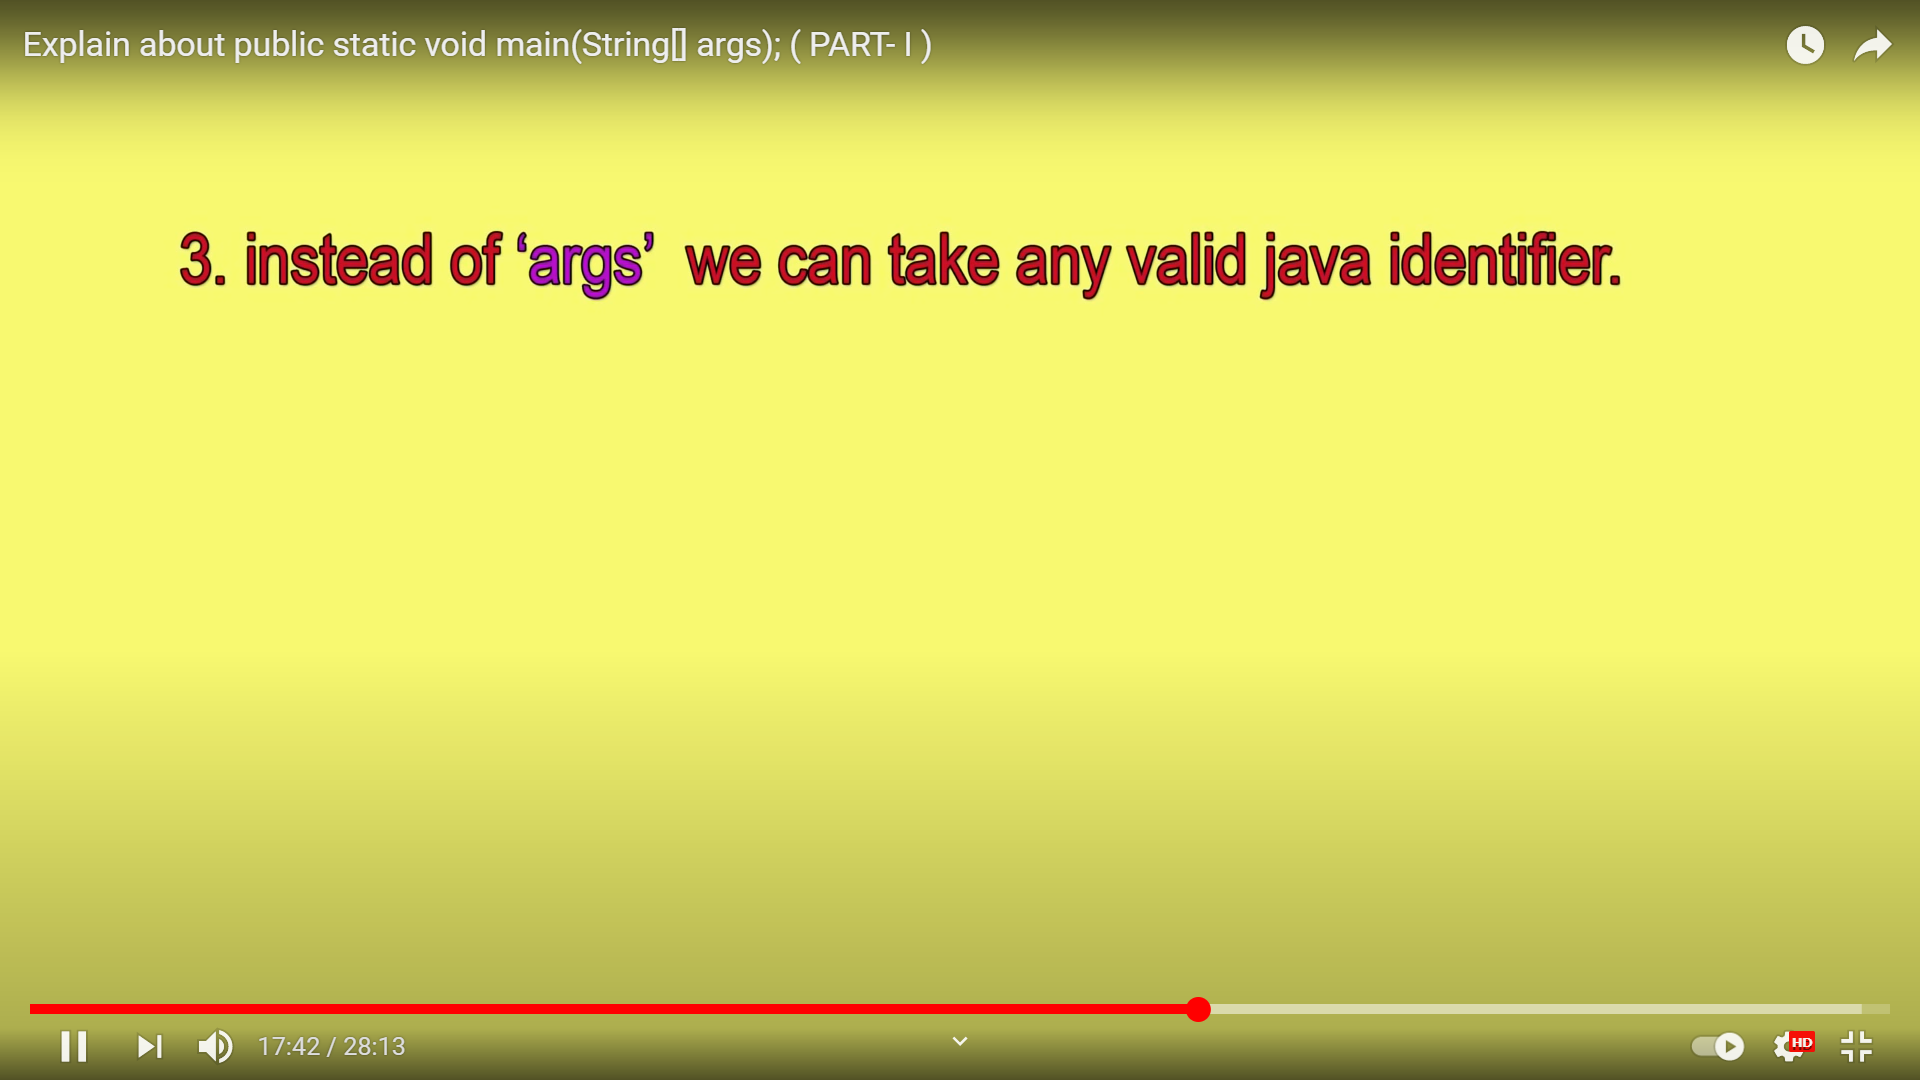 Explain about public static void main(String[] args); ( PART- I )
3. instead of ‘args’ we can take any valid java identifier.
17:42 / 28:13
HD